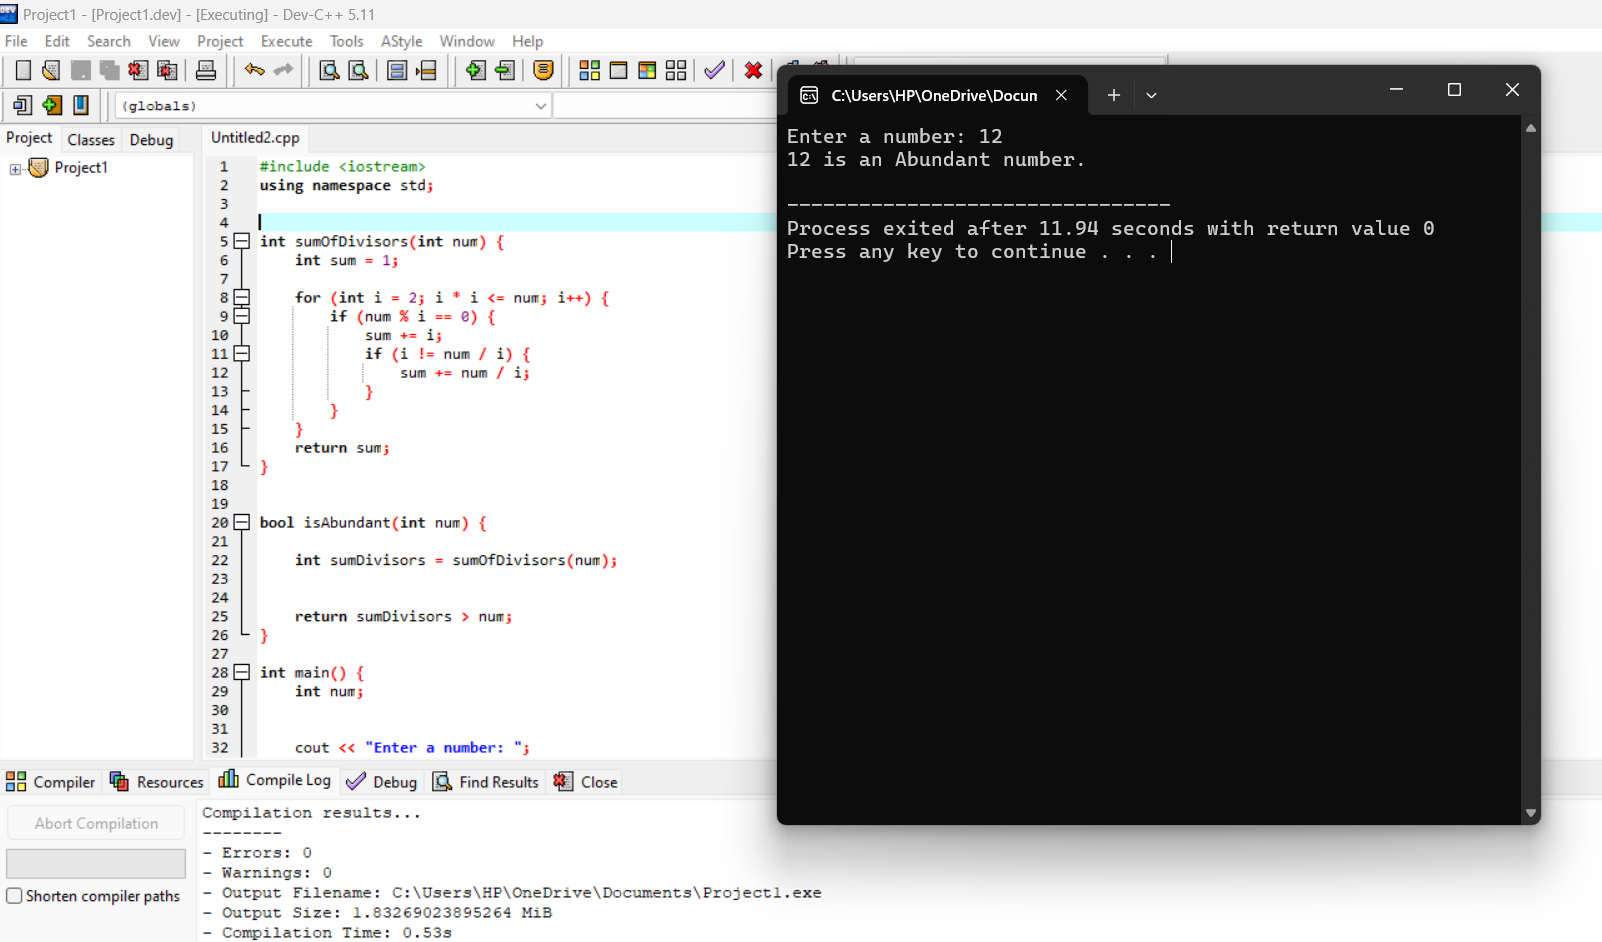 Project1 - [Project1.dev] - [Executing] - Dev-C++ 5.11
File Edit Search View Project Execute Tools AStyle Window Help
(globals)
Project Classes Debug
Project1
Untitled2.cpp
1 #include <iostream>
2 using namespace std;
3
4
5 int sumOfDivisors(int num) {
6 int sum = 1;
7
8 for (int i = 2; i * i <= num; i++) {
9 if (num % i == 0) {
10 sum += i;
11 if (i != num / i) {
12 sum += num / i;
13 }
14 }
15 }
16 return sum;
17 }
18
19
20 bool isAbundant(int num) {
21
22 int sumDivisors = sumOfDivisors(num);
23
24
25 return sumDivisors > num;
26 }
27
28 int main() {
29 int num;
30
31
32 cout << "Enter a number: ";
C:\Users\HP\OneDrive\Docun
Enter a number: 12
12 is an Abundant number.
--------------------------------
Process exited after 11.94 seconds with return value 0
Press any key to continue . . .
Compiler Resources Compile Log Debug Find Results Close
Abort Compilation
Shorten compiler paths
Compilation results...
--------
- Errors: 0
- Warnings: 0
- Output Filename: C:\Users\HP\OneDrive\Documents\Project1.exe
- Output Size: 1.83269023895264 MiB
- Compilation Time: 0.53s